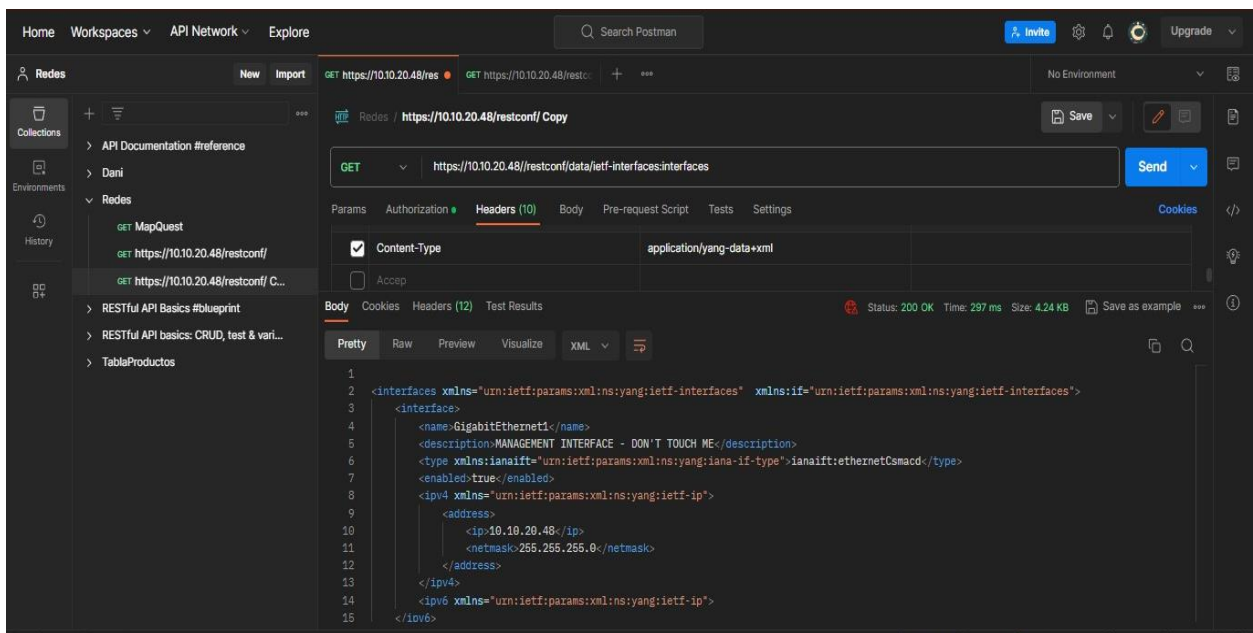 Home Workspaces API Network Explore Search Postman Invite Upgrade
Redes New Import GET https://10.10.20.48/res GET https://10.10.20.48/restcc No Environment
Collections
Environments
History
API Documentation #reference
Dani
Redes
GET MapQuest
GET https://10.10.20.48/restconf/
GET https://10.10.20.48/restconf/ C...
RESTful API Basics #blueprint
RESTful API basics: CRUD, test & vari...
TablaProductos
HTTP Redes / https://10.10.20.48/restconf/ Copy Save
GET https://10.10.20.48//restconf/data/ietf-interfaces:interfaces Send
Params Authorization Headers (10) Body Pre-request Script Tests Settings Cookies
Content-Type application/yang-data+xml
Accep
Body Cookies Headers (12) Test Results Status: 200 OK Time: 297 ms Size: 4.24 KB Save as example
Pretty Raw Preview Visualize XML
1
2 <interfaces xmlns="urn:ietf:params:xml:ns:yang:ietf-interfaces" xmlns:if="urn:ietf:params:xml:ns:yang:ietf-interfaces">
3 <interface>
4 <name>GigabitEthernet1</name>
5 <description>MANAGEMENT INTERFACE - DON'T TOUCH ME</description>
6 <type xmlns:ianaift="urn:ietf:params:xml:ns:yang:iana-if-type">ianaift:ethernetCsmacd</type>
7 <enabled>true</enabled>
8 <ipv4 xmlns="urn:ietf:params:xml:ns:yang:ietf-ip">
9 <address>
10 <ip>10.10.20.48</ip>
11 <netmask>255.255.255.0</netmask>
12 </address>
13 </ipv4>
14 <ipv6 xmlns="urn:ietf:params:xml:ns:yang:ietf-ip">
15 </ipv6>